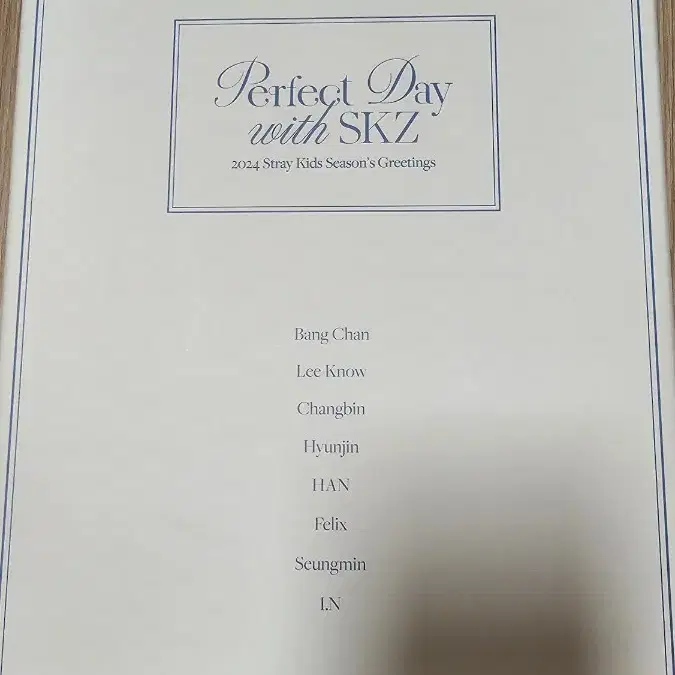 Perfect Day
with SKZ
2024 Stray Kids Season's Greetings
Bang Chan
Lee Know
Changbin
Hyunjin
HAN
Felix
Seungmin
I.N